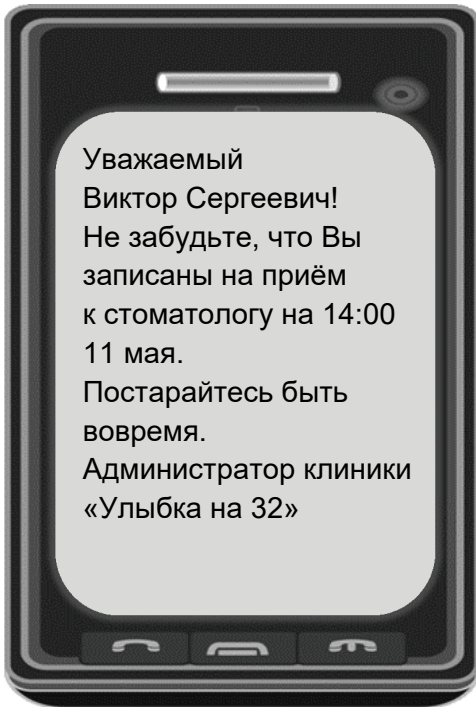 Уважаемый
Виктор Сергеевич!
Не забудьте, что Вы
записаны на приём
к стоматологу на 14:00
11 мая.
Постарайтесь быть
вовремя.
Администратор клиники
«Улыбка на 32»